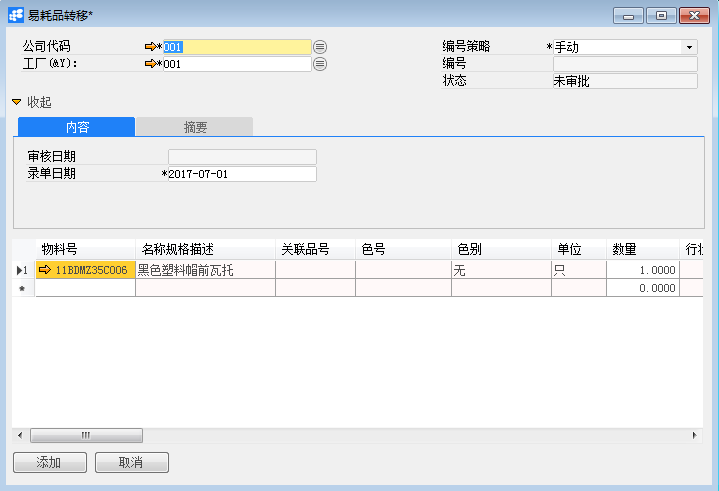 易耗品转移*
公司代码 *001
工厂(&Y): *001
编号策略 *手动
编号
状态 未审批
收起
内容 摘要
审核日期
录单日期 *2017-07-01
物料号 名称规格描述 关联品号 色号 色别 单位 数量 行状
1 11BDMZ35C006 黑色塑料帽前瓦托 无 只 1.0000
* 0.0000
添加 取消